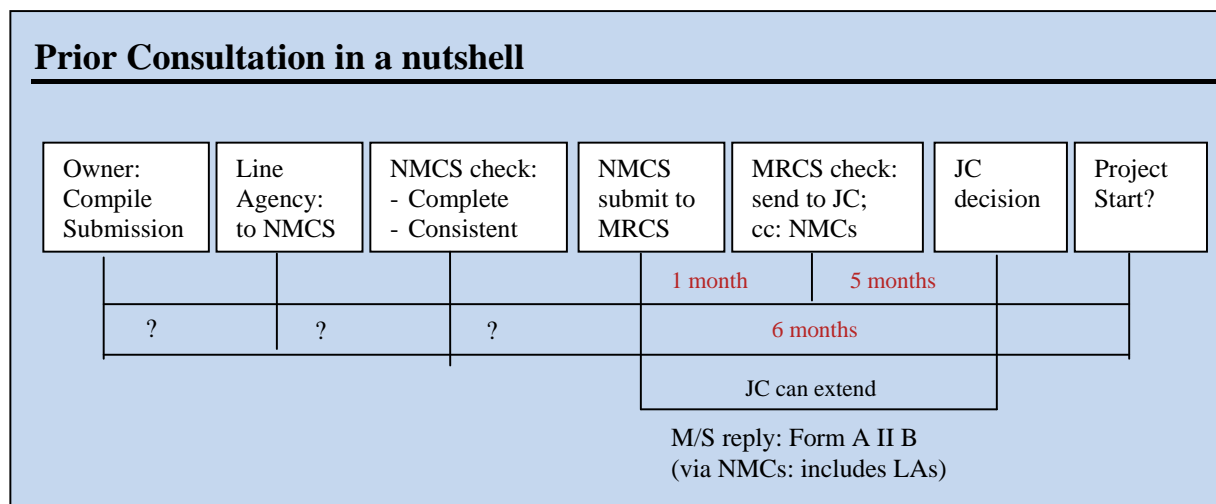 Prior Consultation in a nutshell
Owner:
Compile
Submission
Line
Agency:
to NMCS
NMCS check:
- Complete
- Consistent
NMCS
submit to
MRCS
MRCS check:
send to JC;
cc: NMCs
JC
decision
Project
Start?
1 month
5 months
?
?
?
6 months
JC can extend
M/S reply: Form A II B
(via NMCs: includes LAs)